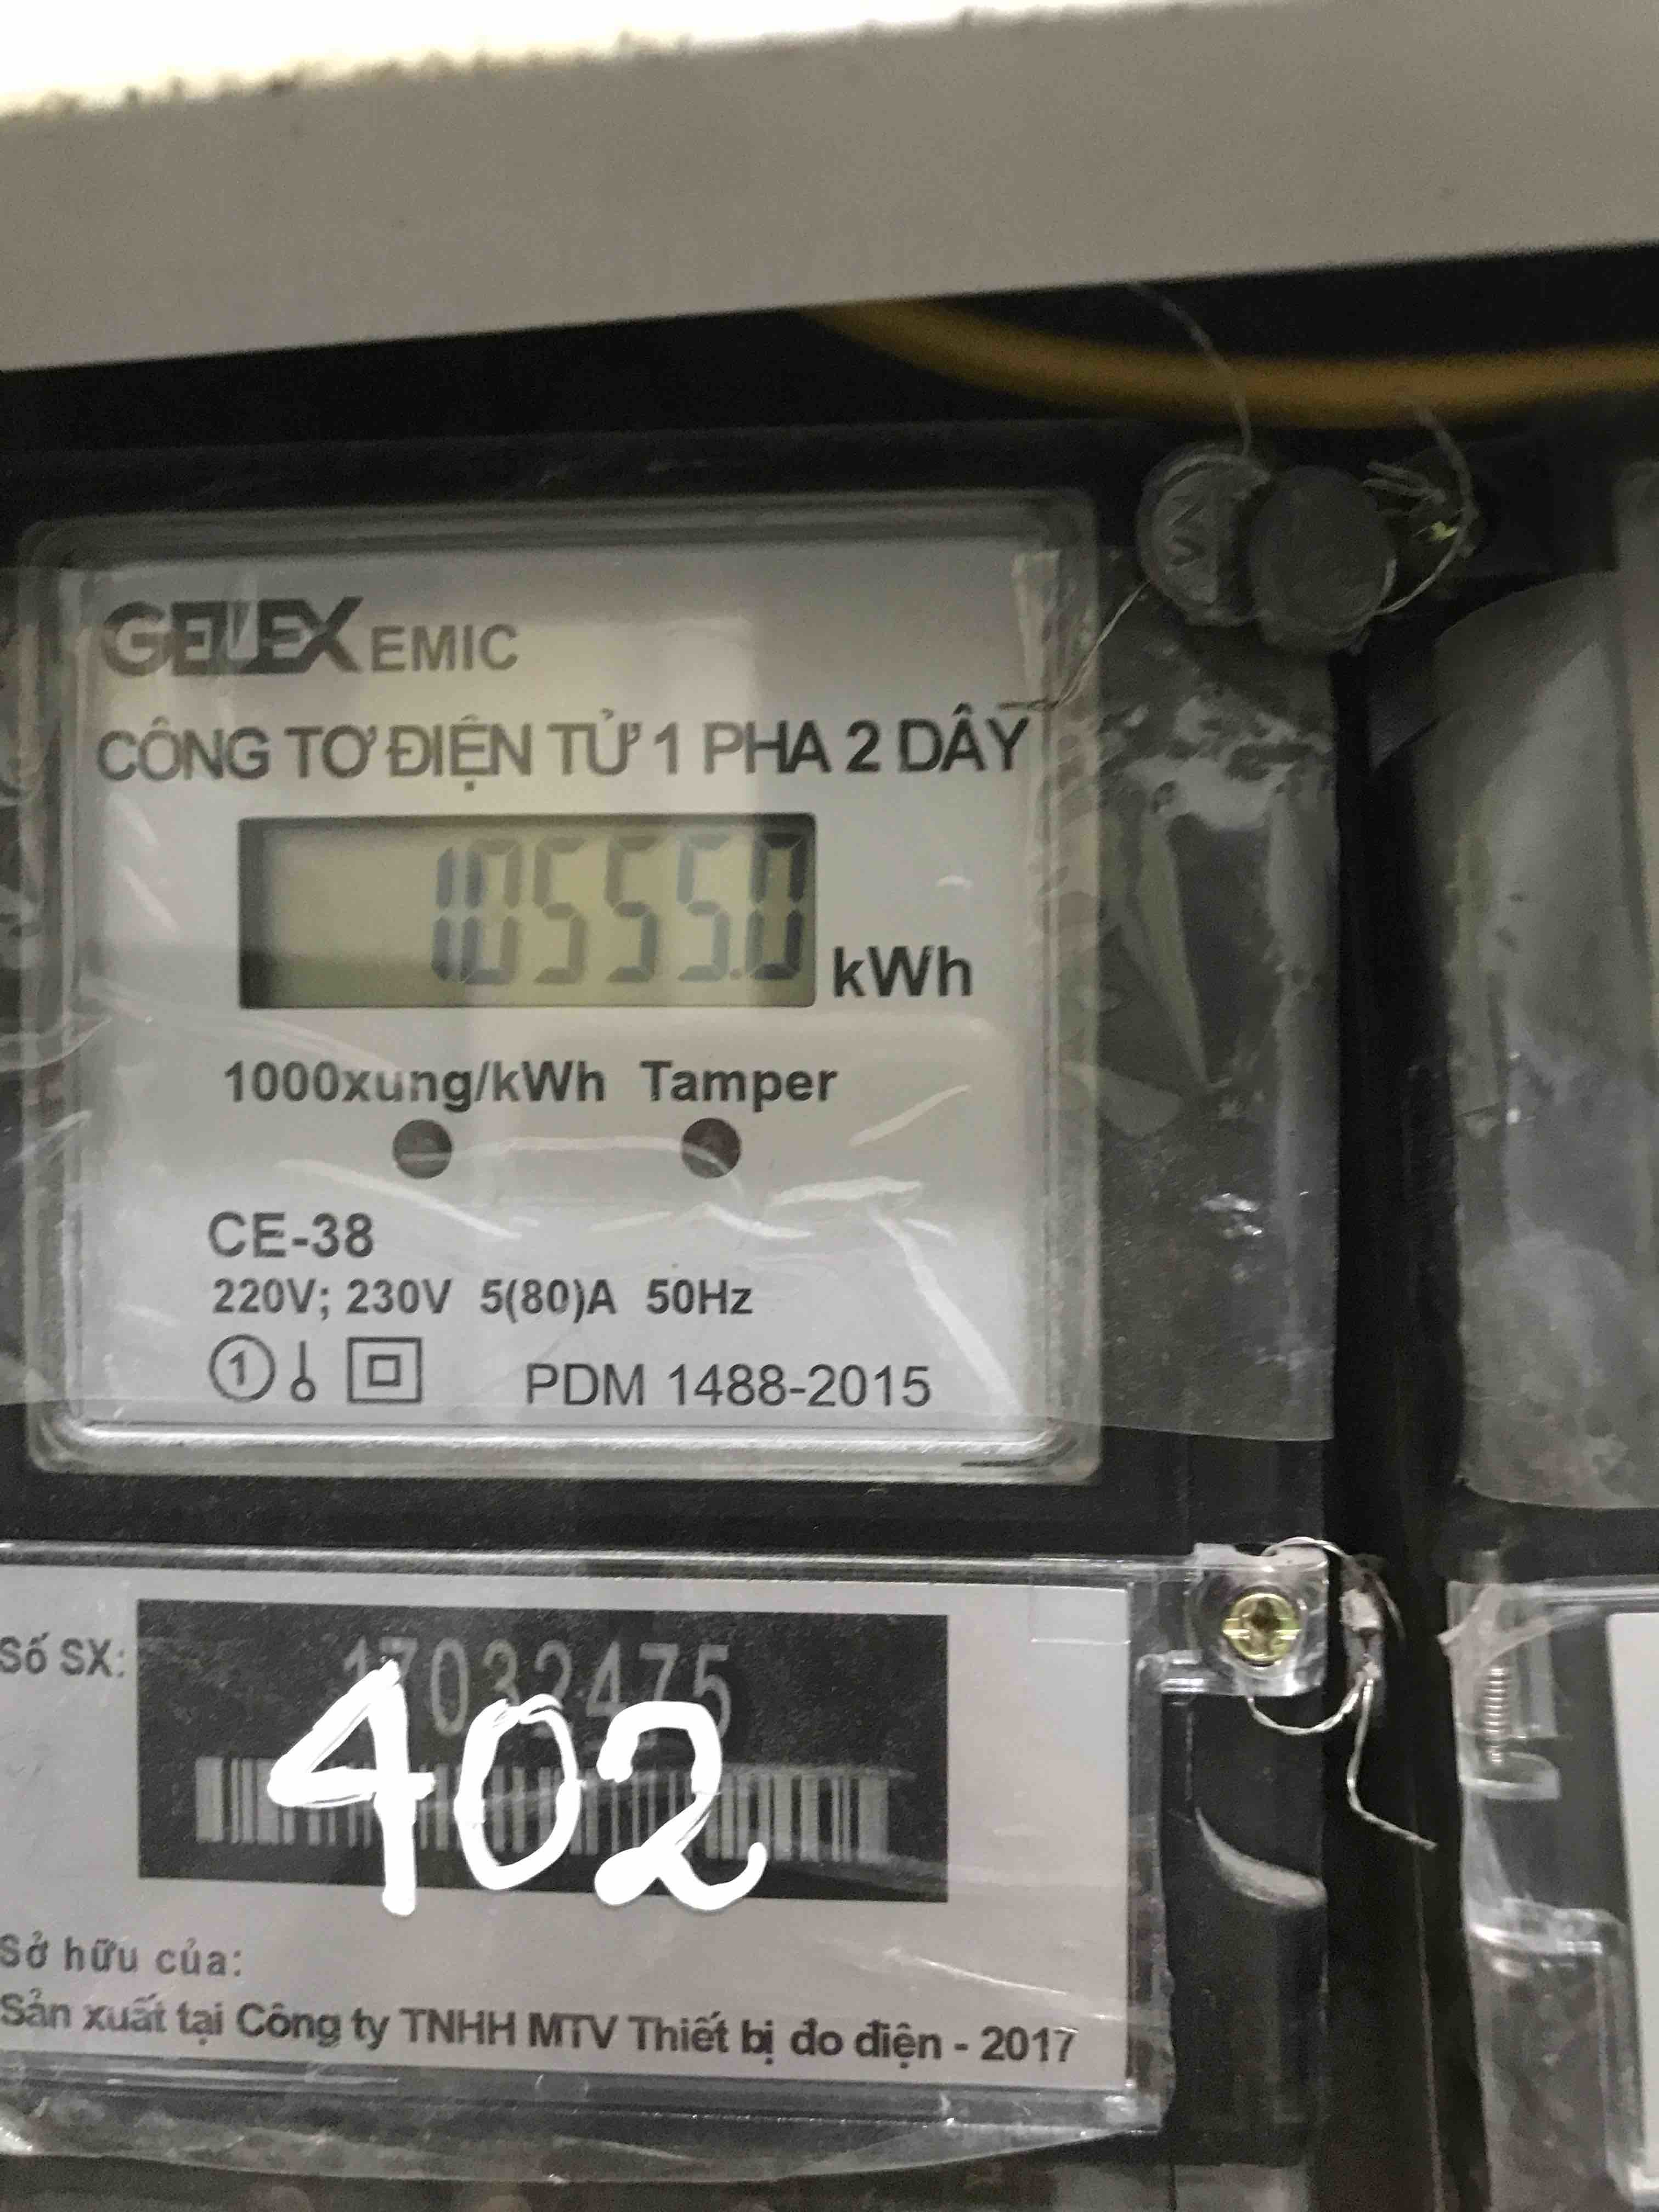 GELEX EMIC
CÔNG TƠ ĐIỆN TỬ 1 PHA 2 DÂY
10555.0 kWh
1000xung/kWh Tamper
CE-38
220V; 230V 5(80)A 50Hz
1 PDM 1488-2015
Số SX: 17032475
402
Sở hữu của:
Sản xuất tại Công ty TNHH MTV Thiết bị đo điện - 2017